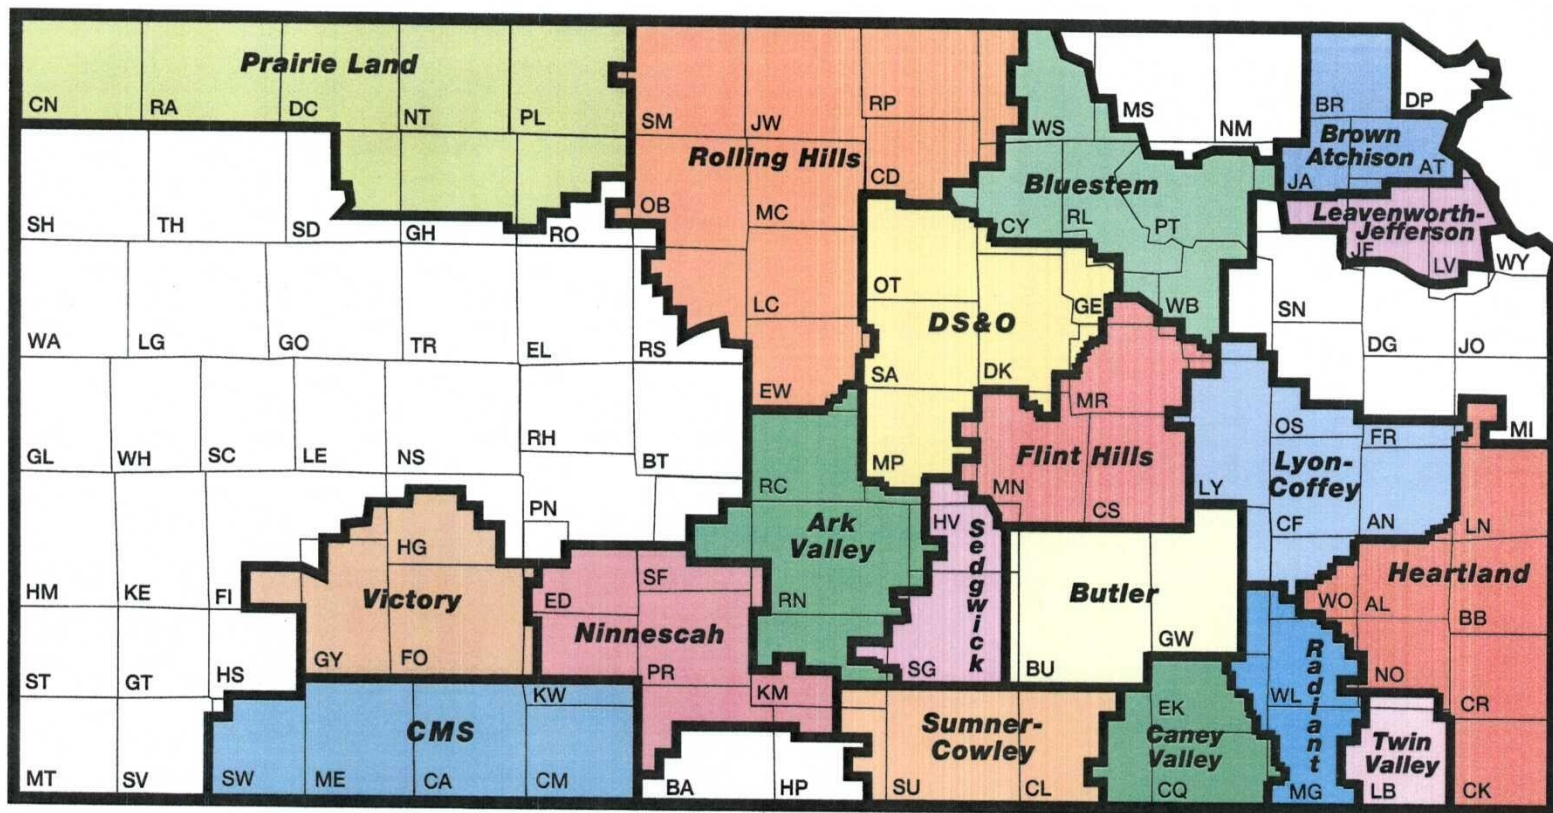 Prairie Land
CN
RA
DC
NT
PL
SM
JW
RP
Rolling Hills
CD
OB
MC
LC
EW
WS
MS
NM
BR
DP
Brown
Atchison
AT
JA
Bluestem
CY
RL
PT
WB
Leavenworth-
Jefferson
JF
LV
WY
SH
TH
SD
GH
RO
WA
LG
GO
TR
EL
RS
OT
DS&O
GE
SA
DK
MP
SN
DG
JO
MI
MR
Flint Hills
MN
CS
OS
FR
Lyon-
Coffey
LY
CF
AN
GL
WH
SC
LE
NS
RH
BT
PN
RC
Ark
Valley
RN
HV
Sedgwick
SG
LN
Heartland
WO
AL
BB
NO
CR
CK
HM
KE
FI
HG
Victory
GY
FO
ED
SF
Ninnescah
PR
KM
Butler
BU
GW
ST
GT
HS
KW
CMS
SW
ME
CA
CM
MT
SV
BA
HP
Sumner-
Cowley
SU
CL
EK
Caney
Valley
CQ
WL
Radiant
MG
Twin
Valley
LB